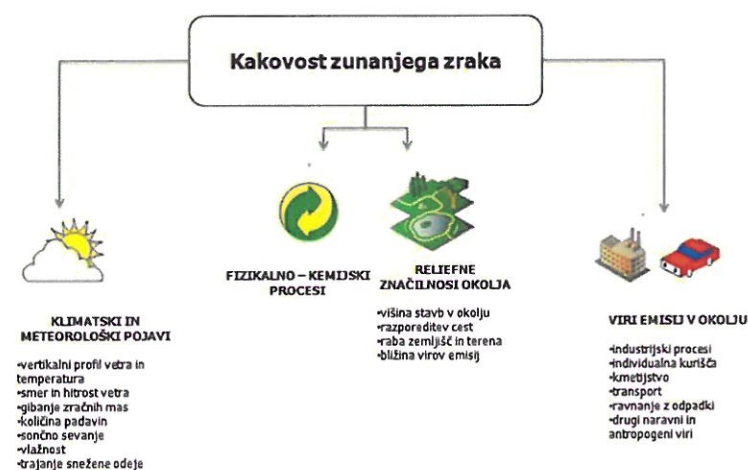 Kakovost zunanjega zraka
KLIMATSKI IN
METEOROLOŠKI POJAVI
•vertikalni profil vetra in
temperatura
•smer in hitrost vetra
•gibanje zračnih mas
•količina padavin
•sončno sevanje
•vlažnost
•trajanje snežene odeje
FIZIKALNO – KEMIJSKI
PROCESI
RELIEFNE
ZNAČILNOSI OKOLJA
•višina stavb v okolju
•razporeditev cest
•raba zemljišč in terena
•bližina virov emisij
VIRI EMISIJ V OKOLJU
•industrijski procesi
•individualna kurišča
•kmetijstvo
•transport
•ravnanje z odpadki
•drugi naravni in
antropogeni viri